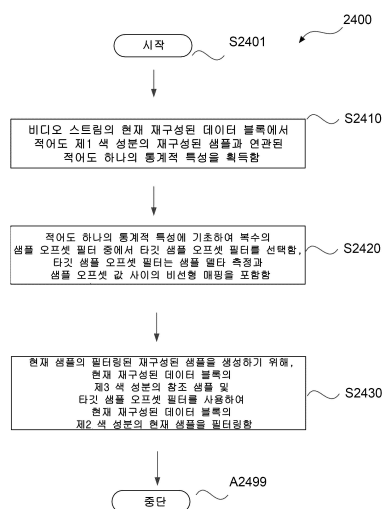 2400
시작
S2401
S2410
비디오 스트림의 현재 재구성된 데이터 블록에서
적어도 제1 색 성분의 재구성된 샘플과 연관된
적어도 하나의 통계적 특성을 획득함
적어도 하나의 통계적 특성에 기초하여 복수의
샘플 오프셋 필터 중에서 타깃 샘플 오프셋 필터를 선택함,
타깃 샘플 오프셋 필터는 샘플 델타 측정과
샘플 오프셋 값 사이의 비선형 매핑을 포함함
S2420
현재 샘플의 필터링된 재구성된 샘플을 생성하기 위해,
현재 재구성된 데이터 블록의
제3 색 성분의 참조 샘플 및
타깃 샘플 오프셋 필터를 사용하여
현재 재구성된 데이터 블록의
제2 색 성분의 현재 샘플을 필터링함
S2430
A2499
중단